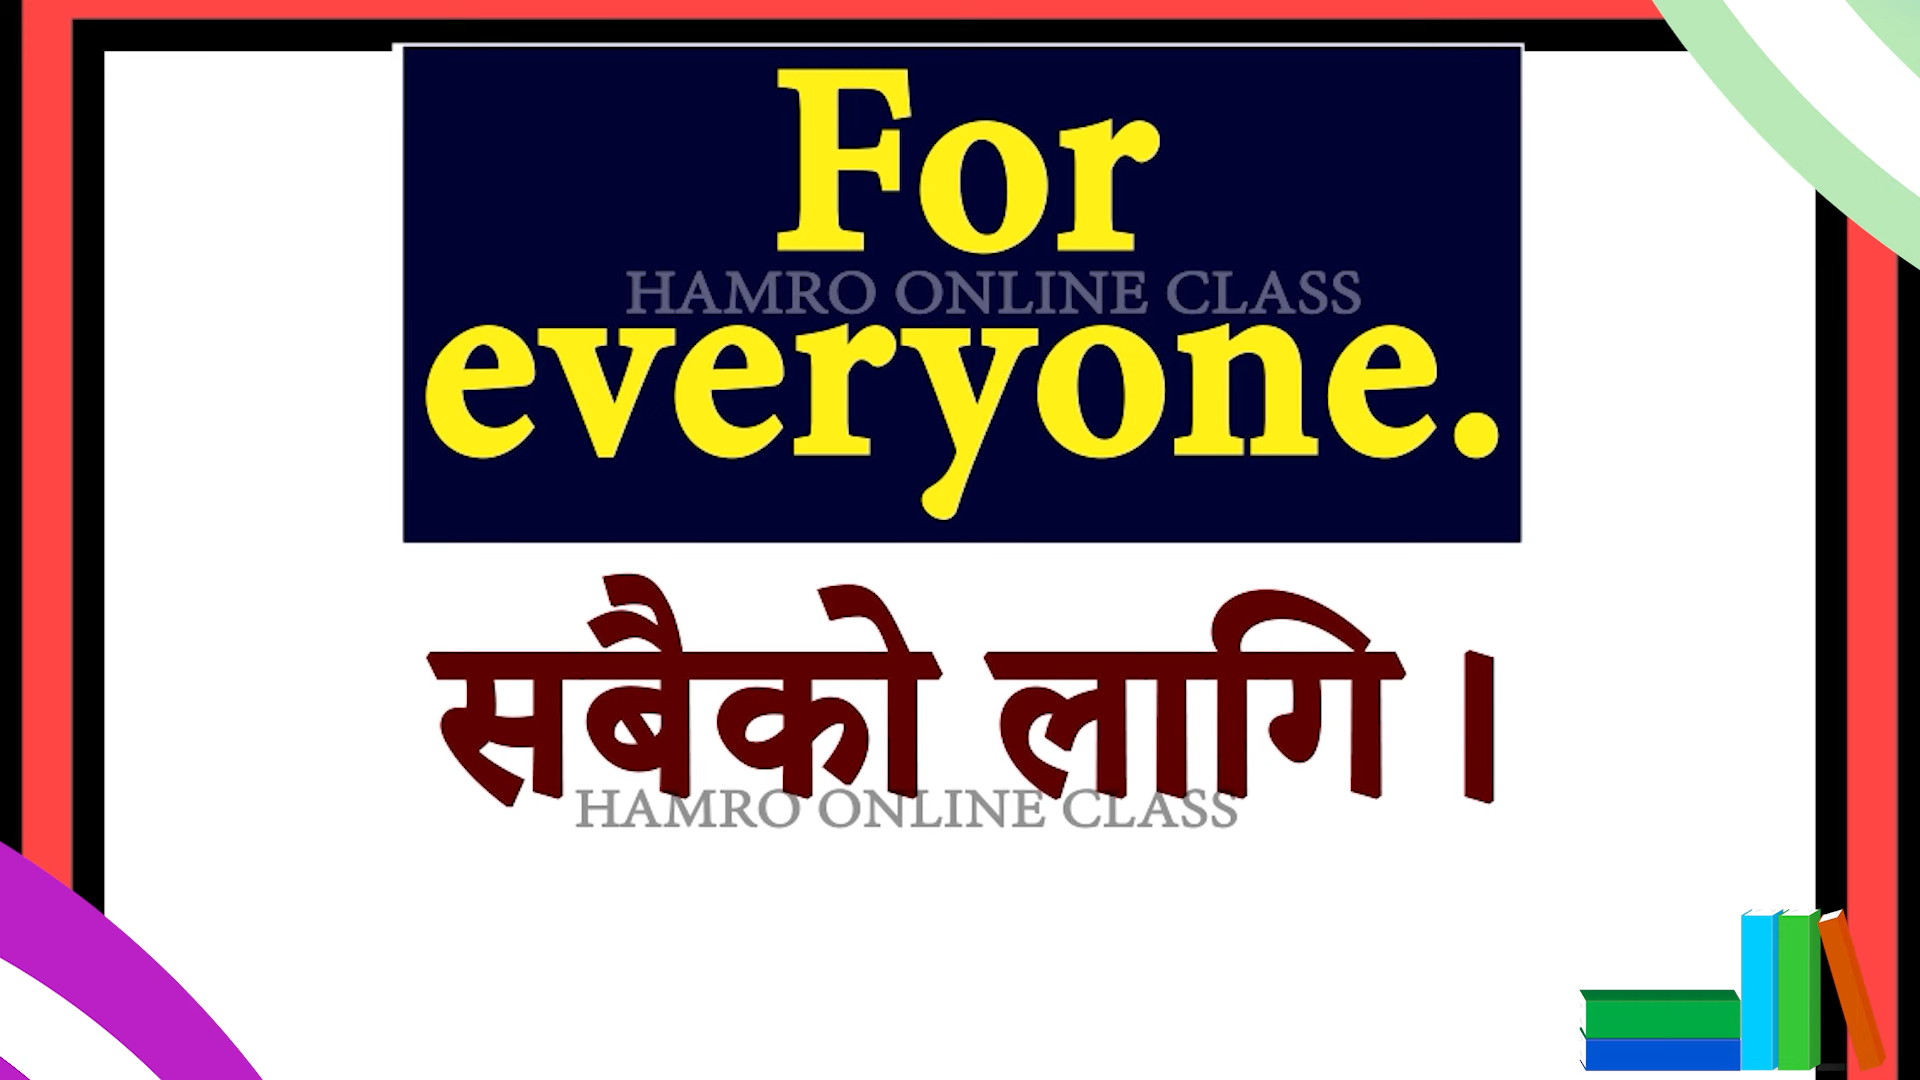 For
HAMRO ONLINE CLASS
everyone.
सबैको लागि ।
HAMRO ONLINE CLASS